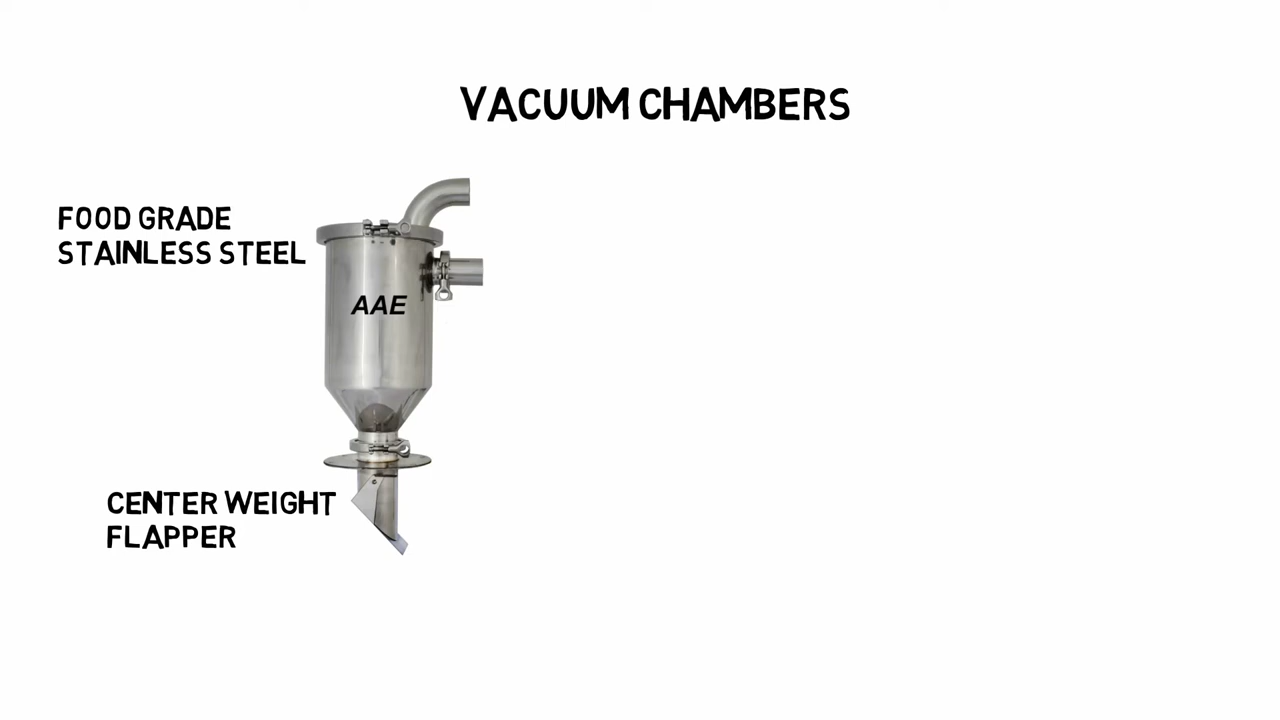 VACUUM CHAMBERS
FOOD GRADE
STAINLESS STEEL
AAE
CENTER WEIGHT
FLAPPER